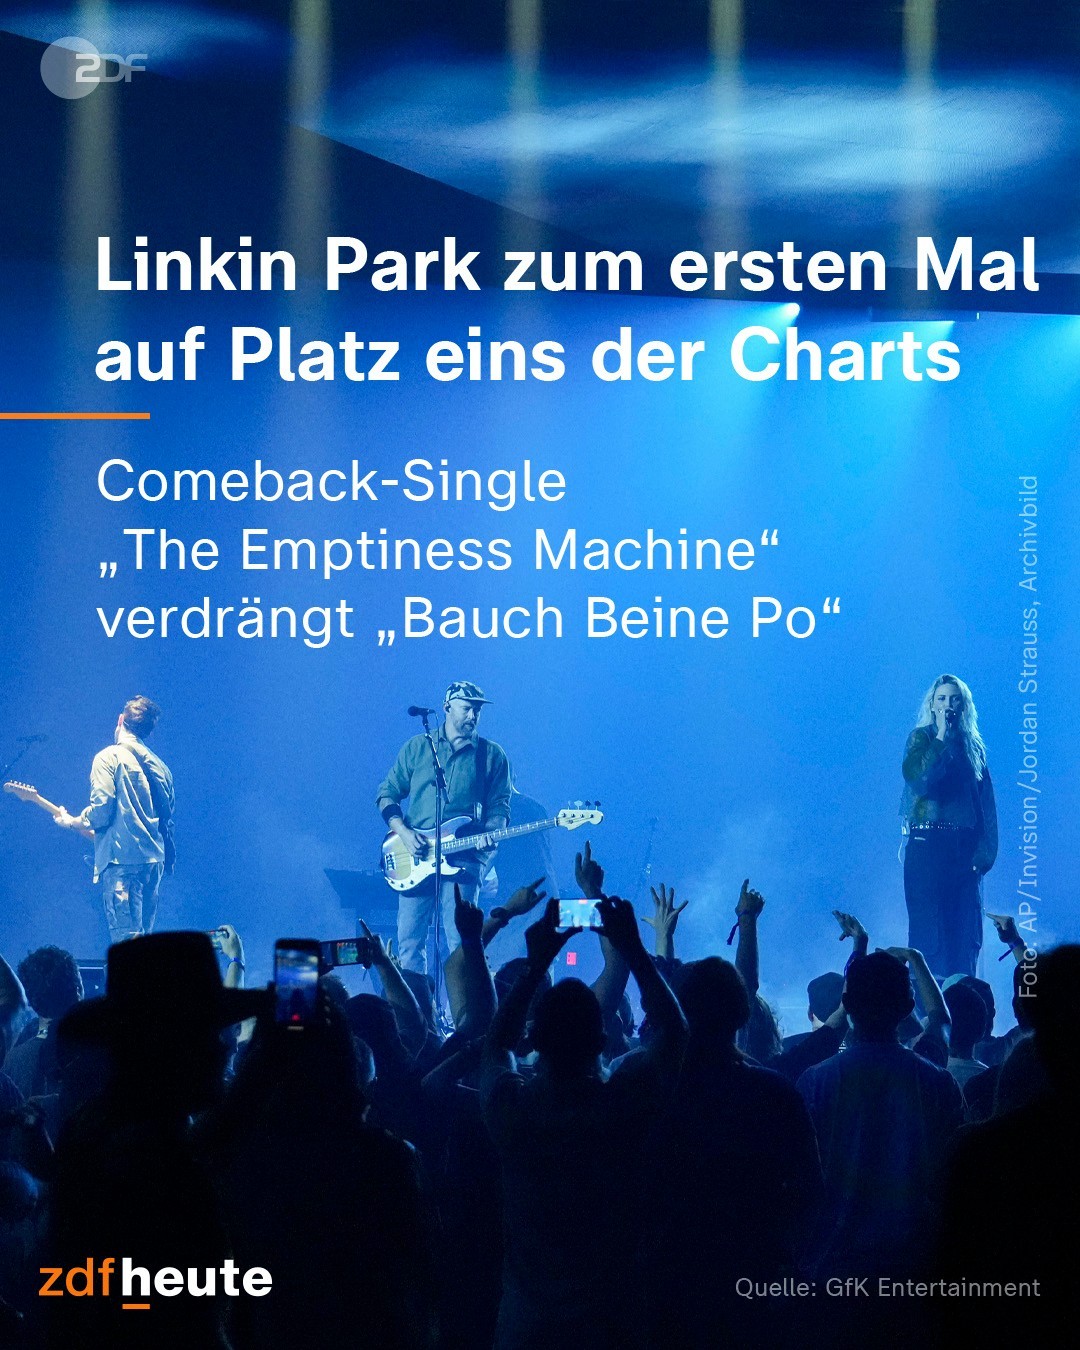 ZDF
Linkin Park zum ersten Mal
auf Platz eins der Charts
Comeback-Single
„The Emptiness Machine“
verdrängt „Bauch Beine Po“
Foto: AP/Invision/Jordan Strauss, Archivbild
zdfheute
Quelle: GfK Entertainment